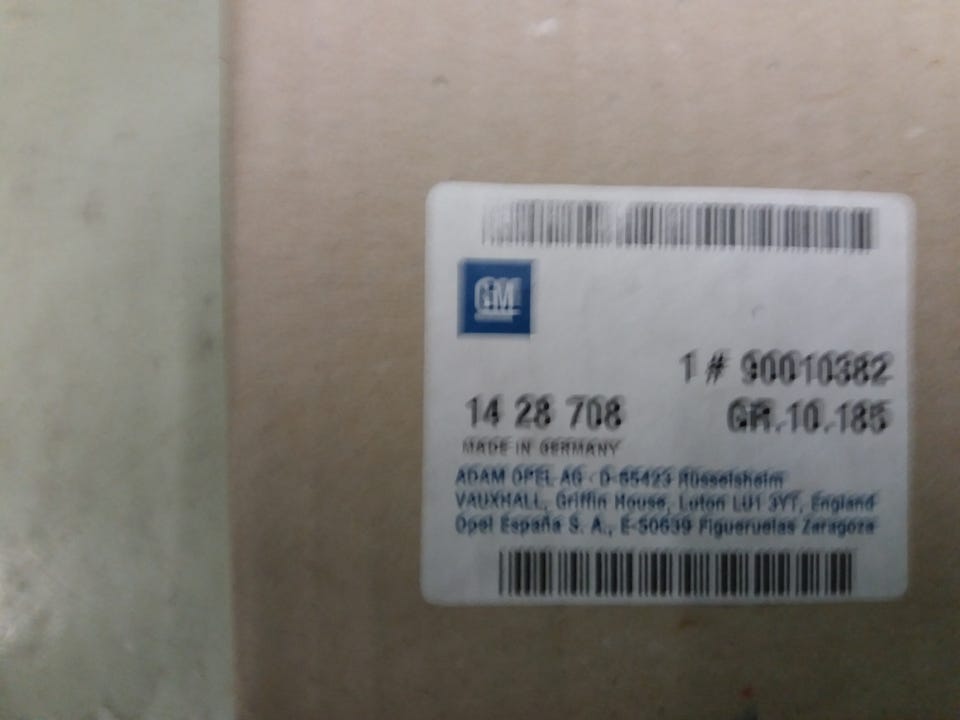 GM
1 # 90010382
14 28 708
GR.10.185
MADE IN GERMANY
ADAM OPEL AG · D-65423 Rüsselsheim
VAUXHALL, Griffin House, Luton LU1 3YT, England
Opel España S. A., E-50639 Figueruelas Zaragoza